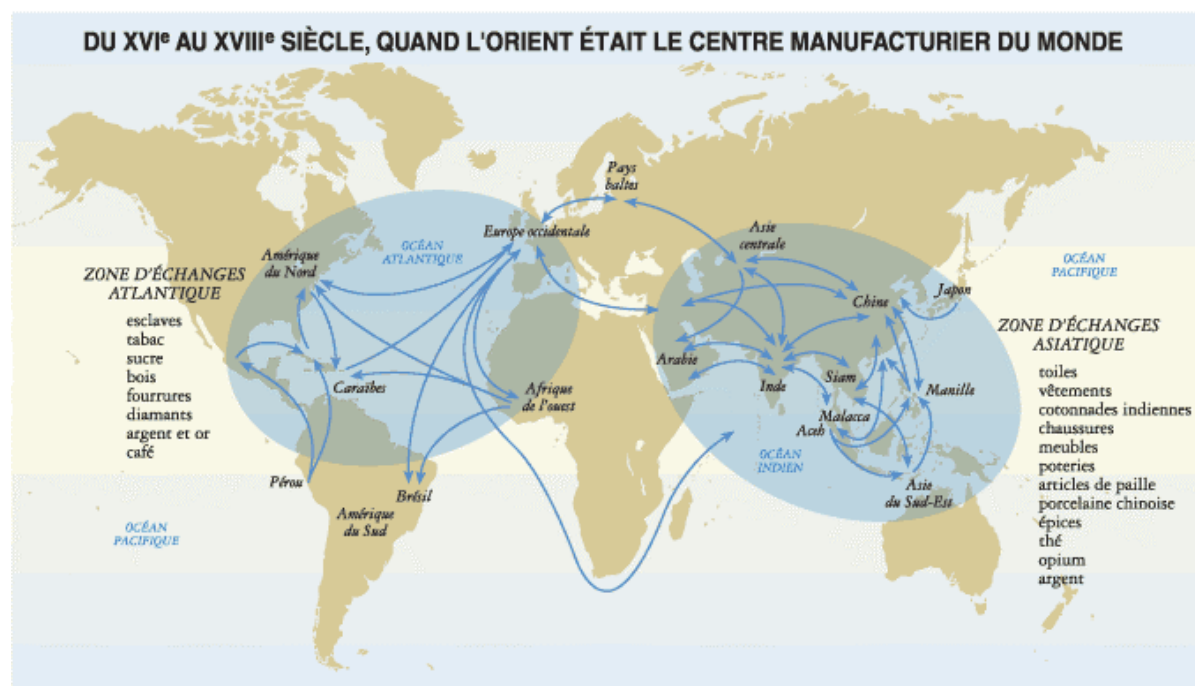 DU XVIe AU XVIIIe SIÈCLE, QUAND L'ORIENT ÉTAIT LE CENTRE MANUFACTURIER DU MONDE
Pays
baltes
Europe occidentale
Asie
centrale
OCÉAN
ATLANTIQUE
Amérique
du Nord
OCÉAN
PACIFIQUE
ZONE D'ÉCHANGES
ATLANTIQUE
esclaves
tabac
sucre
bois
fourrures
diamants
argent et or
café
Chine
Japon
ZONE D'ÉCHANGES
ASIATIQUE
toiles
vêtements
cotonnades indiennes
chaussures
meubles
poteries
articles de paille
porcelaine chinoise
épices
thé
opium
argent
Arabie
Inde
Siam
Manille
Caraïbes
Afrique
de l'ouest
Malacca
Aceh
OCÉAN
INDIEN
Asie
du Sud-Est
Pérou
Brésil
Amérique
du Sud
OCÉAN
PACIFIQUE